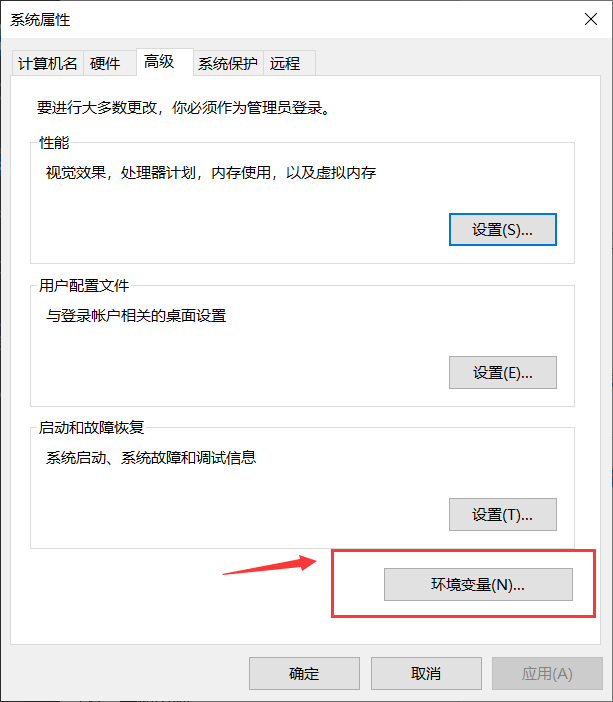 系统属性
计算机名 硬件 高级 系统保护 远程
要进行大多数更改，你必须作为管理员登录。
性能
视觉效果，处理器计划，内存使用，以及虚拟内存
设置(S)...
用户配置文件
与登录帐户相关的桌面设置
设置(E)...
启动和故障恢复
系统启动、系统故障和调试信息
设置(T)...
环境变量(N)...
确定 取消 应用(A)